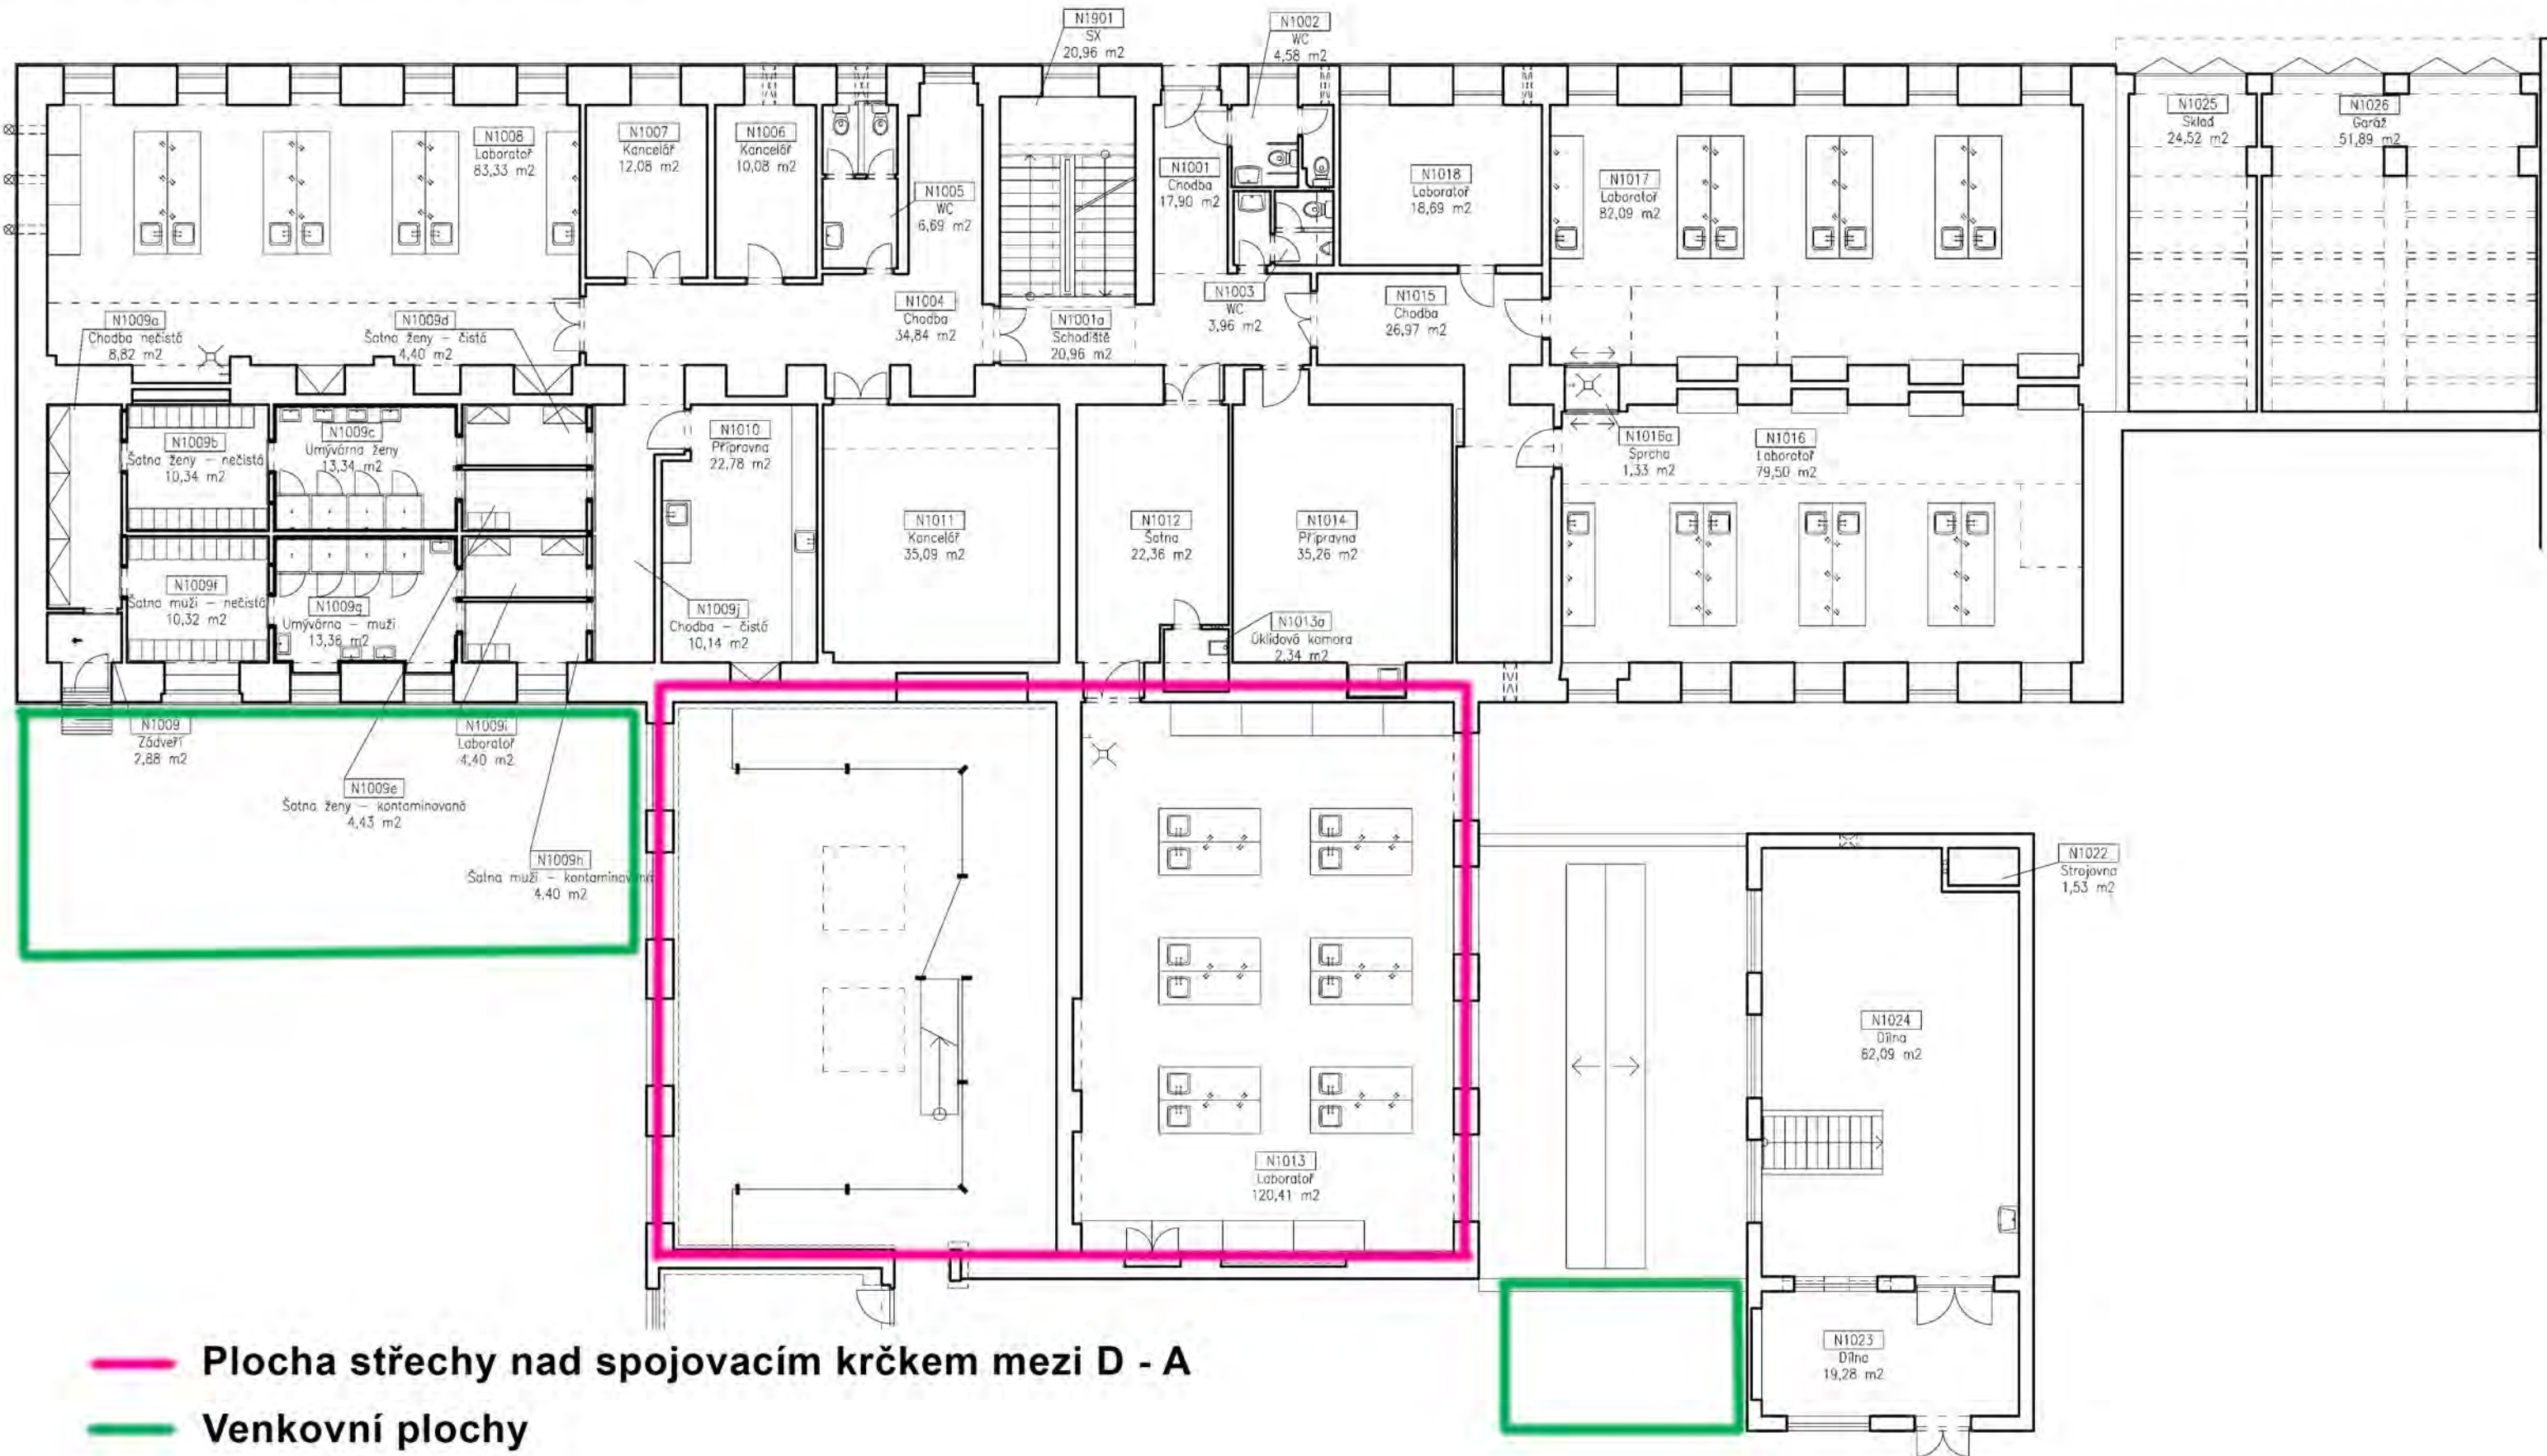 N1901
SX
20,96 m2
N1002
WC
4,58 m2
N1008
Laboratoř
83,33 m2
N1007
Kancelář
12,08 m2
N1006
Kancelář
10,08 m2
N1005
WC
6,69 m2
N1001
Chodba
17,90 m2
N1018
Laboratoř
18,69 m2
N1017
Laboratoř
82,09 m2
N1025
Sklad
24,52 m2
N1026
Garáž
51,89 m2
N1009a
Chodba nečistá
8,82 m2
N1009d
Šatna ženy – čistá
4,40 m2
N1004
Chodba
34,84 m2
N1001a
Schodiště
20,96 m2
N1003
WC
3,96 m2
N1015
Chodba
26,97 m2
N1009b
Šatna ženy – nečistá
10,34 m2
N1009c
Umývárna ženy
13,34 m2
N1010
Přípravna
22,78 m2
N1016a
Sprcha
1,33 m2
N1016
Laboratoř
79,50 m2
N1011
Kancelář
35,09 m2
N1012
Šatna
22,36 m2
N1014
Přípravna
35,26 m2
N1009f
Šatna muži – nečistá
10,32 m2
N1009g
Umývárna – muži
13,36 m2
N1009j
Chodba – čistá
10,14 m2
N1013a
Úklidová komora
2,34 m2
N1009
Zádveří
2,88 m2
N1009i
Laboratoř
4,40 m2
N1009e
Šatna ženy – kontaminovaná
4,43 m2
N1009h
Šatna muži – kontaminovaná
4,40 m2
N1022
Strojovna
1,53 m2
N1024
Dílna
62,09 m2
N1013
Laboratoř
120,41 m2
N1023
Dílna
19,28 m2
Plocha střechy nad spojovacím krčkem mezi D - A
Venkovní plochy